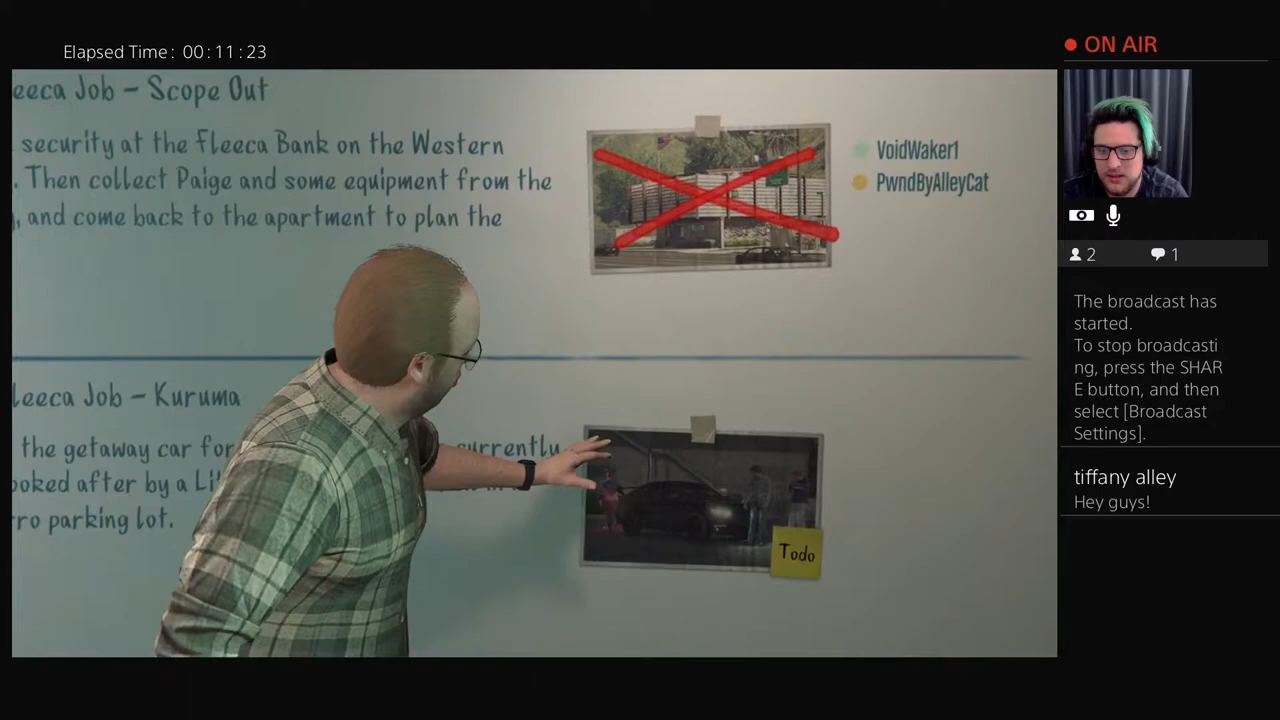 Elapsed Time: 00:11:23
ON AIR
eeca Job - Scope Out
security at the Fleeca Bank on the Western
. Then collect Paige and some equipment from the
, and come back to the apartment to plan the
VoidWaker1
PwndByAlleyCat
leeca Job - Kuruma
the getaway car for
currently
ooked after by a
rro parking lot.
Todo
2
1
The broadcast has
started.
To stop broadcasti
ng, press the SHAR
E button, and then
select [Broadcast
Settings].
tiffany alley
Hey guys!